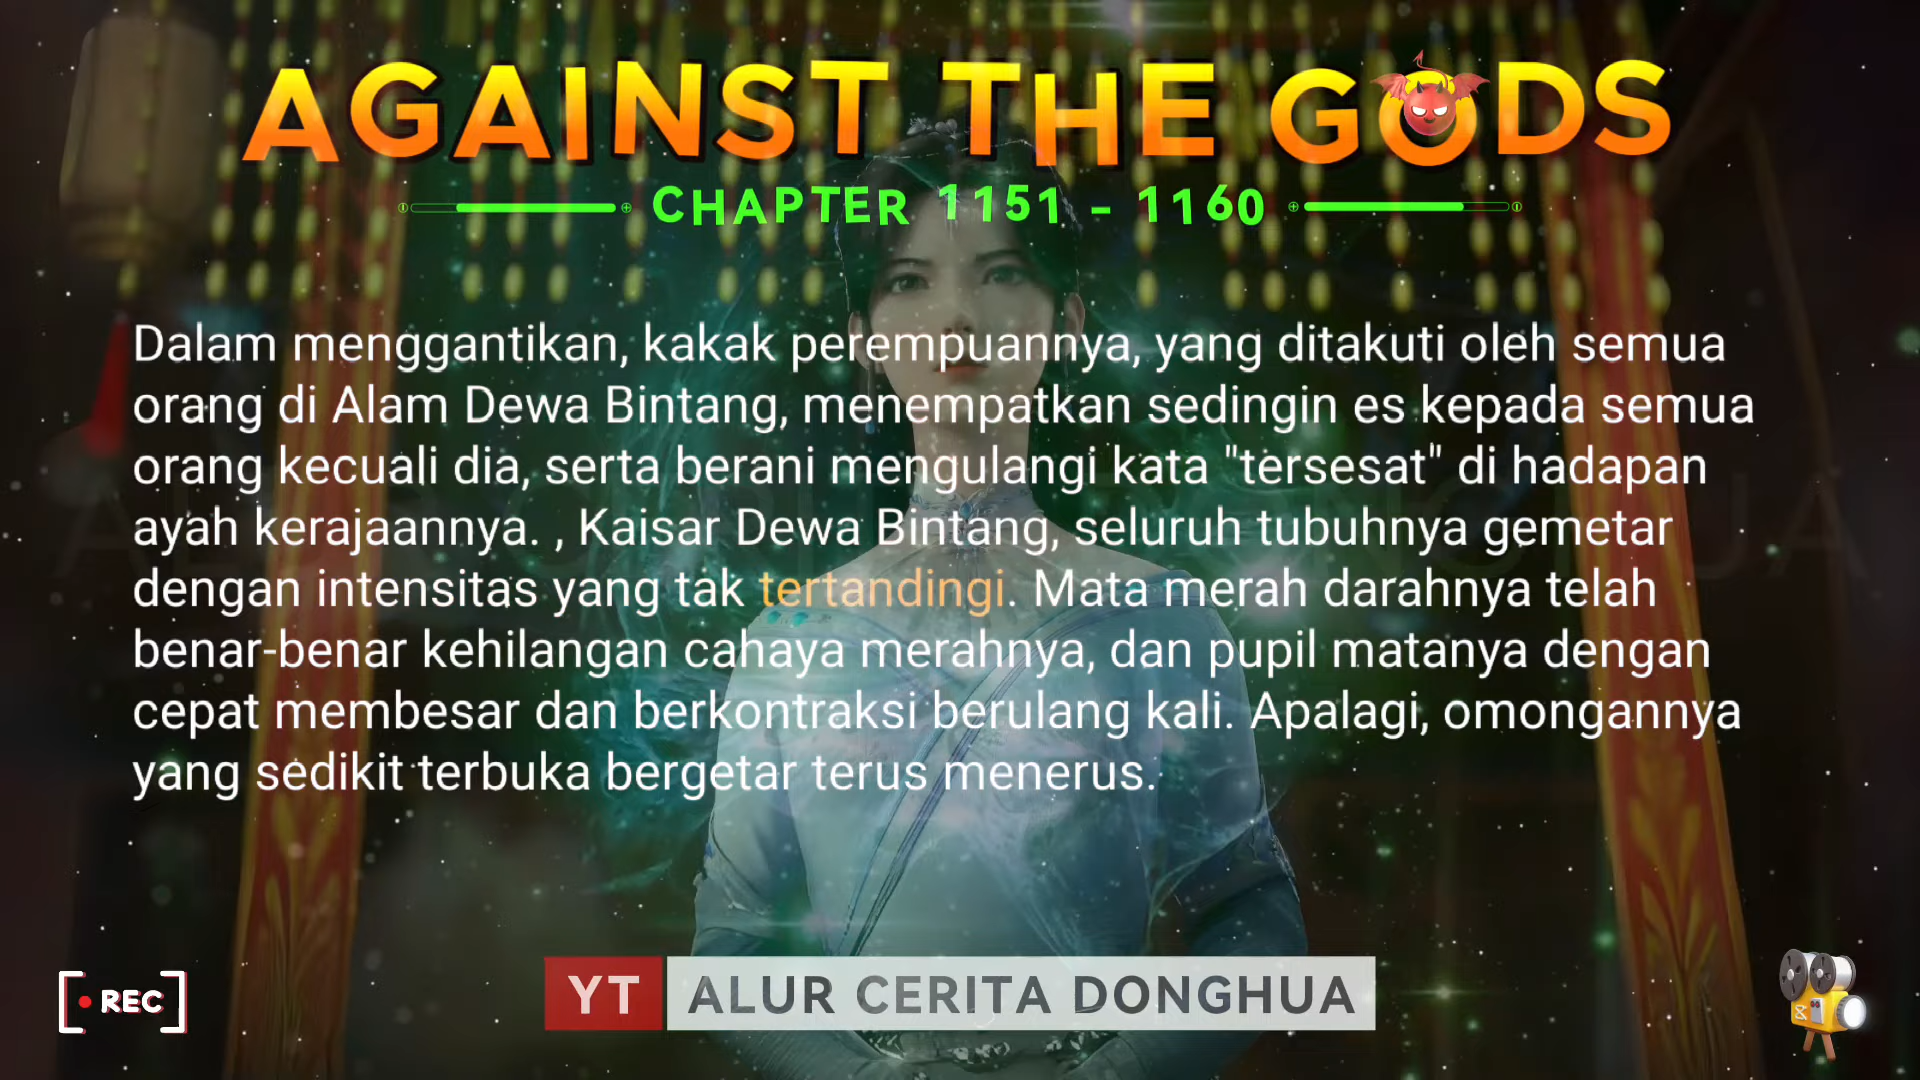 AGAINST THE GODS
CHAPTER 1151 - 1160
Dalam menggantikan, kakak perempuannya, yang ditakuti oleh semua
orang di Alam Dewa Bintang, menempatkan sedingin es kepada semua
orang kecuali dia, serta berani mengulangi kata "tersesat" di hadapan
ayah kerajaannya. , Kaisar Dewa Bintang, seluruh tubuhnya gemetar
dengan intensitas yang tak tertandingi. Mata merah darahnya telah
benar-benar kehilangan cahaya merahnya, dan pupil matanya dengan
cepat membesar dan berkontraksi berulang kali. Apalagi, omongannya
yang sedikit terbuka bergetar terus menerus.
REC
YT ALUR CERITA DONGHUA